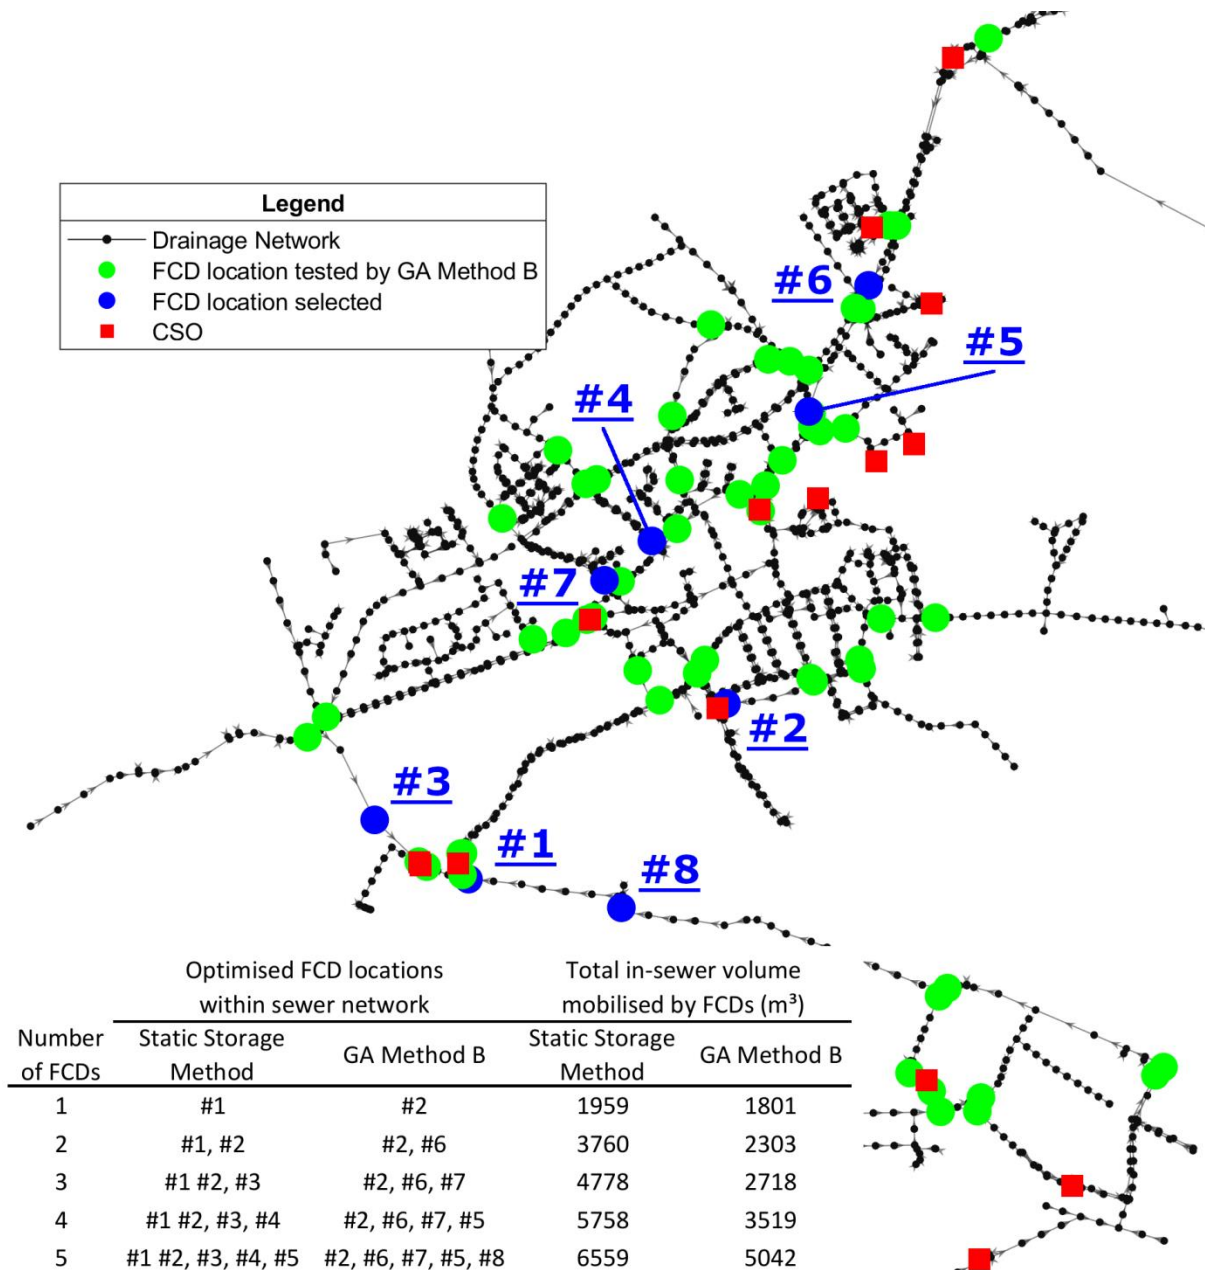 Legend
Drainage Network
FCD location tested by GA Method B
FCD location selected
CSO
#6
#5
#4
#7
#2
#3
#1
#8
Optimised FCD locations within sewer network
Total in-sewer volume mobilised by FCDs (m³)
Number of FCDs
Static Storage Method
GA Method B
Static Storage Method
GA Method B
1 #1 #2 1959 1801
2 #1, #2 #2, #6 3760 2303
3 #1 #2, #3 #2, #6, #7 4778 2718
4 #1 #2, #3, #4 #2, #6, #7, #5 5758 3519
5 #1 #2, #3, #4, #5 #2, #6, #7, #5, #8 6559 5042